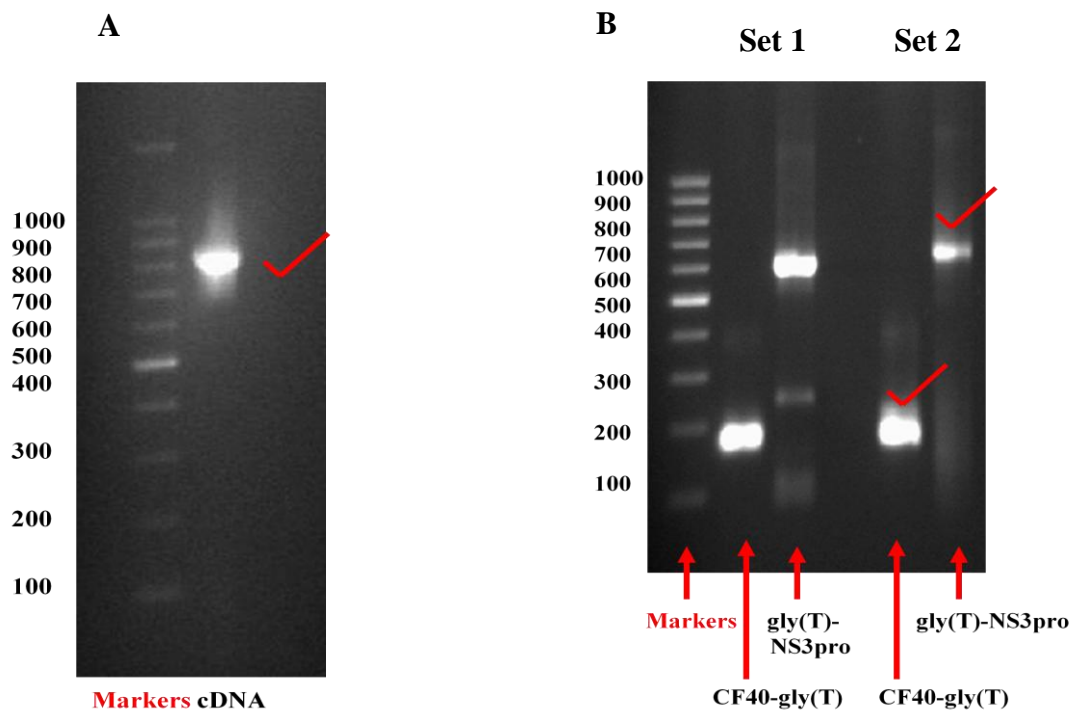 A
1000
900
800
700
600
500
400
300
200
100
Markers cDNA
B
Set 1
Set 2
1000
900
800
700
600
500
400
300
200
100
Markers
gly(T)-
NS3pro
gly(T)-NS3pro
CF40-gly(T)
CF40-gly(T)